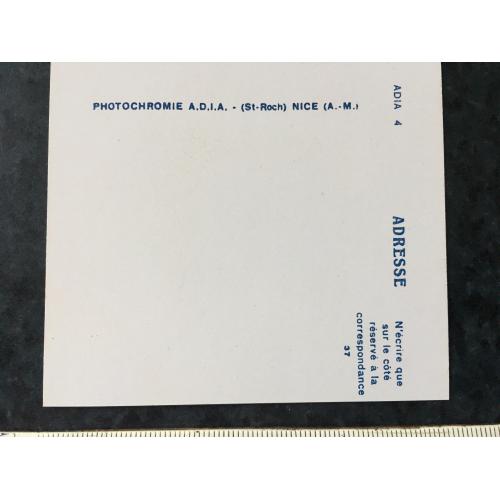 PHOTOCHROMIE A.D.I.A. - (St-Roch) NICE (A.-M.)
ADIA 4
ADRESSE
N'écrire que
sur le côté
réservé à la
correspondance
37